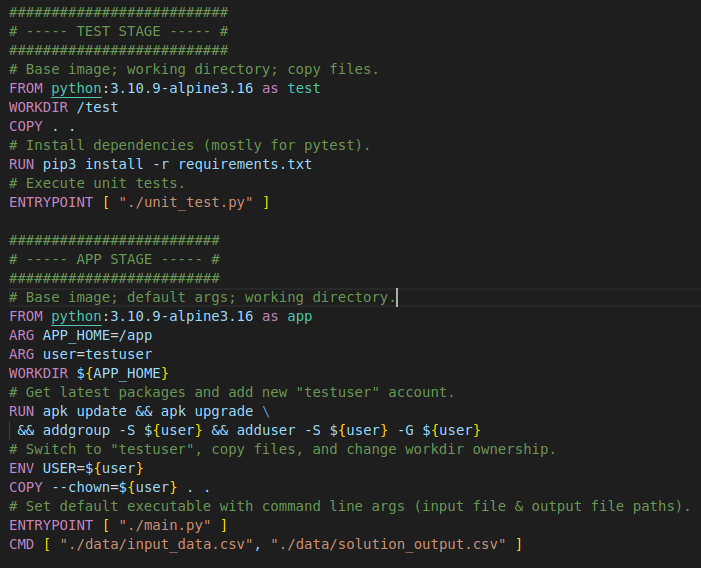 ##########################
# ----- TEST STAGE ----- #
##########################
# Base image; working directory; copy files.
FROM python:3.10.9-alpine3.16 as test
WORKDIR /test
COPY . .
# Install dependencies (mostly for pytest).
RUN pip3 install -r requirements.txt
# Execute unit tests.
ENTRYPOINT [ "./unit_test.py" ]

#########################
# ----- APP STAGE ----- #
#########################
# Base image; default args; working directory.
FROM python:3.10.9-alpine3.16 as app
ARG APP_HOME=/app
ARG user=testuser
WORKDIR ${APP_HOME}
# Get latest packages and add new "testuser" account.
RUN apk update && apk upgrade \
 && addgroup -S ${user} && adduser -S ${user} -G ${user}
# Switch to "testuser", copy files, and change workdir ownership.
ENV USER=${user}
COPY --chown=${user} . .
# Set default executable with command line args (input file & output file paths).
ENTRYPOINT [ "./main.py" ]
CMD [ "./data/input_data.csv", "./data/solution_output.csv" ]